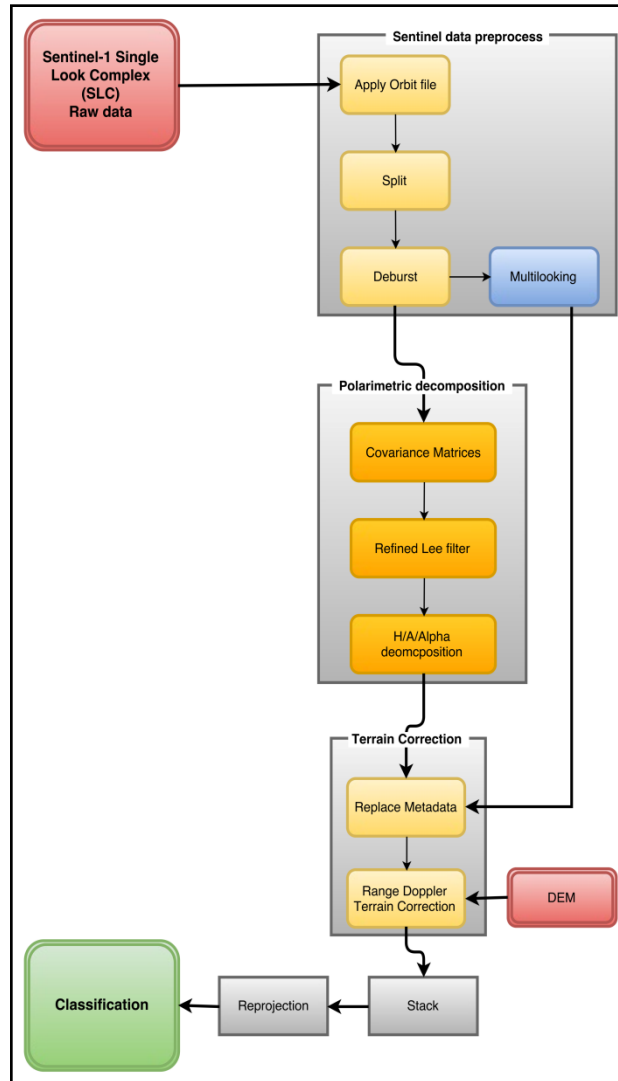 Sentinel-1 Single
Look Complex
(SLC)
Raw data
Sentinel data preprocess
Apply Orbit file
Split
Deburst
Multilooking
Polarimetric decomposition
Covariance Matrices
Refined Lee filter
H/A/Alpha
deomcposition
Terrain Correction
Replace Metadata
Range Doppler
Terrain Correction
DEM
Stack
Reprojection
Classification